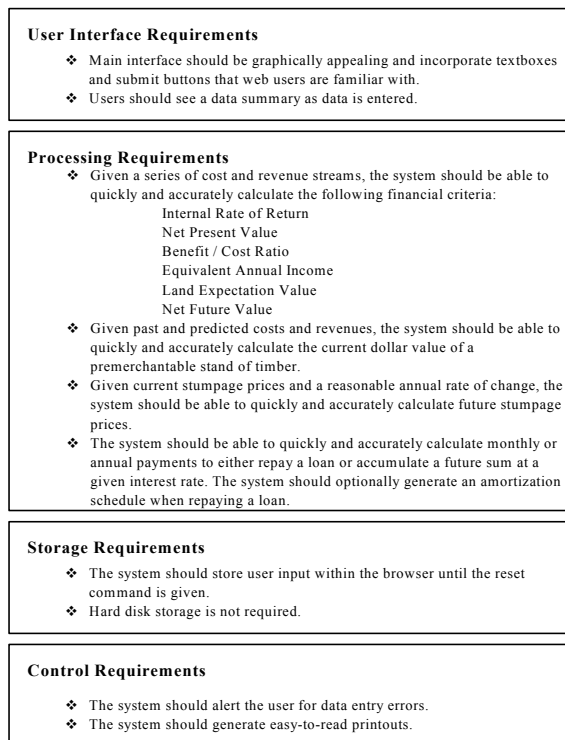 User Interface Requirements
❖ Main interface should be graphically appealing and incorporate textboxes
and submit buttons that web users are familiar with.
❖ Users should see a data summary as data is entered.
Processing Requirements
❖ Given a series of cost and revenue streams, the system should be able to
quickly and accurately calculate the following financial criteria:
Internal Rate of Return
Net Present Value
Benefit / Cost Ratio
Equivalent Annual Income
Land Expectation Value
Net Future Value
❖ Given past and predicted costs and revenues, the system should be able to
quickly and accurately calculate the current dollar value of a
premerchantable stand of timber.
❖ Given current stumpage prices and a reasonable annual rate of change, the
system should be able to quickly and accurately calculate future stumpage
prices.
❖ The system should be able to quickly and accurately calculate monthly or
annual payments to either repay a loan or accumulate a future sum at a
given interest rate. The system should optionally generate an amortization
schedule when repaying a loan.
Storage Requirements
❖ The system should store user input within the browser until the reset
command is given.
❖ Hard disk storage is not required.
Control Requirements
❖ The system should alert the user for data entry errors.
❖ The system should generate easy-to-read printouts.